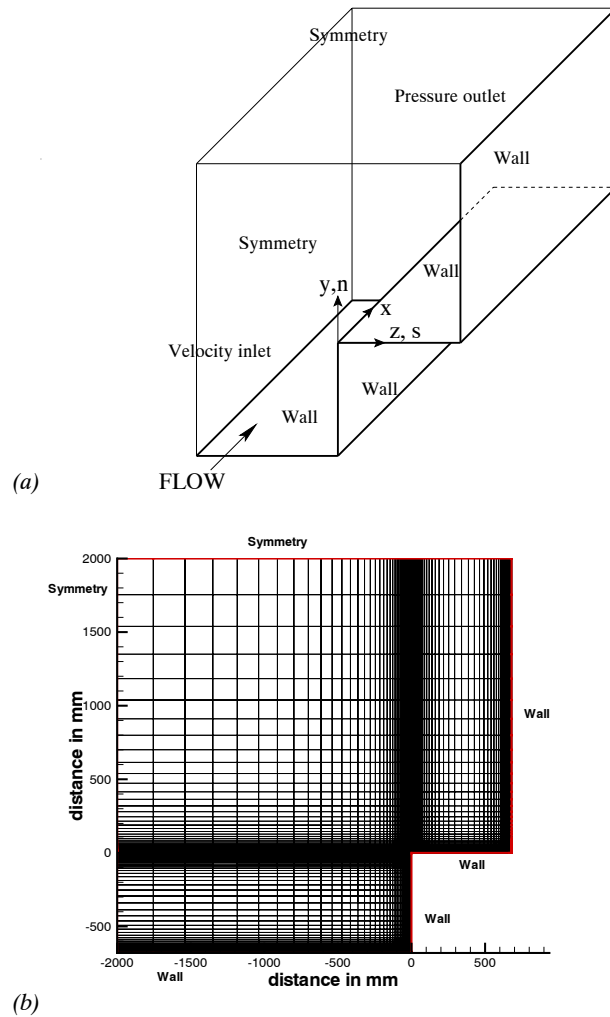 Symmetry
Pressure outlet
Wall
Symmetry
Wall
y,n
x
z, s
Velocity inlet
Wall
Wall
FLOW
(a)
Symmetry
2000
Symmetry
1500
1000
Wall
distance in mm
500
0
Wall
-500
Wall
-2000 -1500 -1000 -500 0 500
Wall
distance in mm
(b)